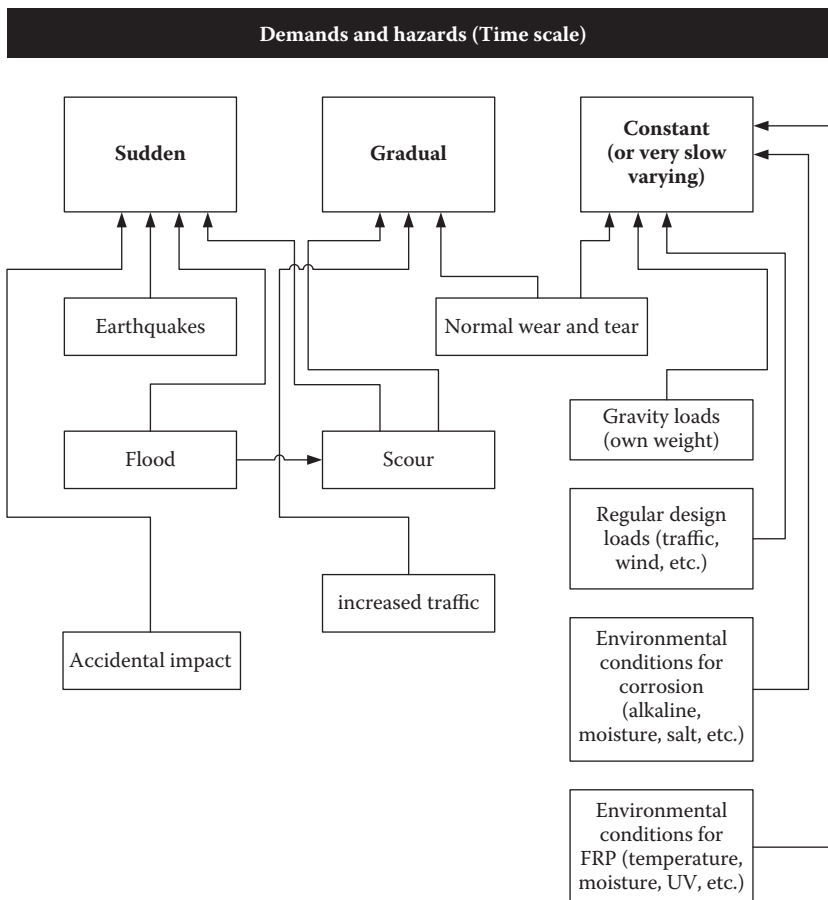 Demands and hazards (Time scale)
Sudden
Gradual
Constant
(or very slow
varying)
Earthquakes
Normal wear and tear
Gravity loads
(own weight)
Flood
Scour
Regular design
loads (traffic,
wind, etc.)
increased traffic
Accidental impact
Environmental
conditions for
corrosion
(alkaline,
moisture, salt, etc.)
Environmental
conditions for
FRP (temperature,
moisture, UV, etc.)